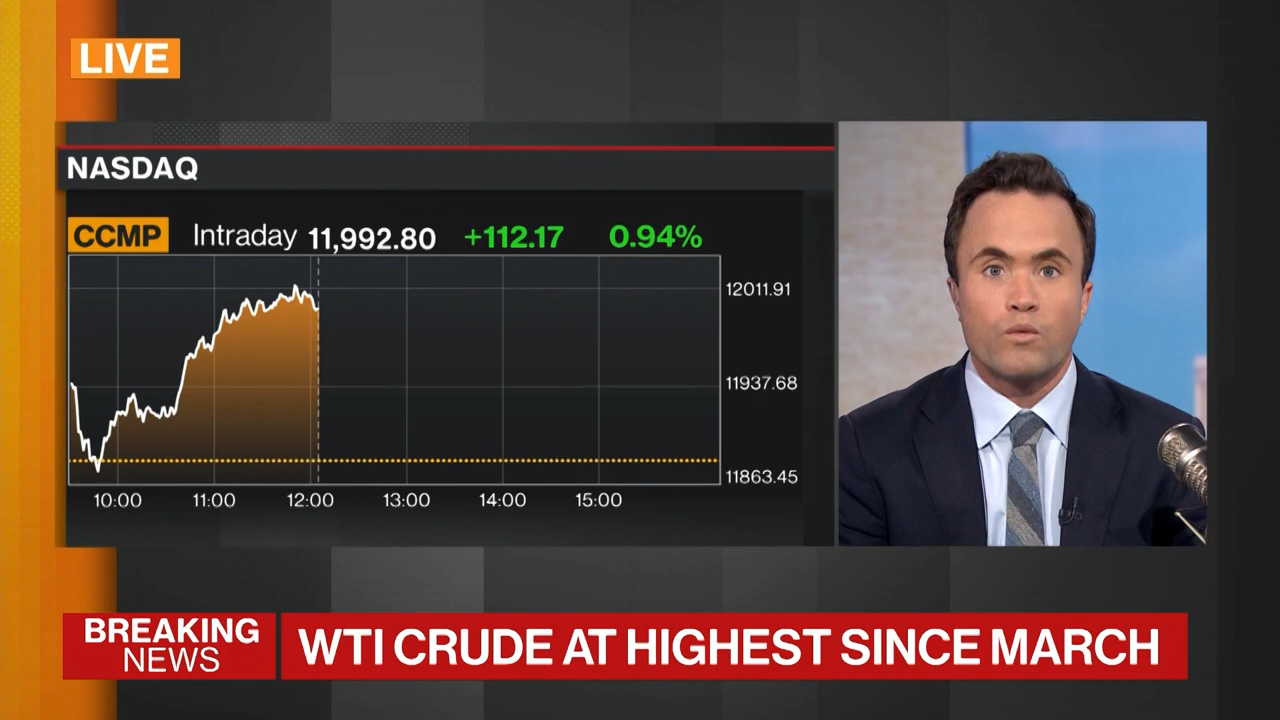 LIVE
NASDAQ
CCMP Intraday 11,992.80 +112.17 0.94%
12011.91
11937.68
11863.45
10:00 11:00 12:00 13:00 14:00 15:00
BREAKING
NEWS
WTI CRUDE AT HIGHEST SINCE MARCH